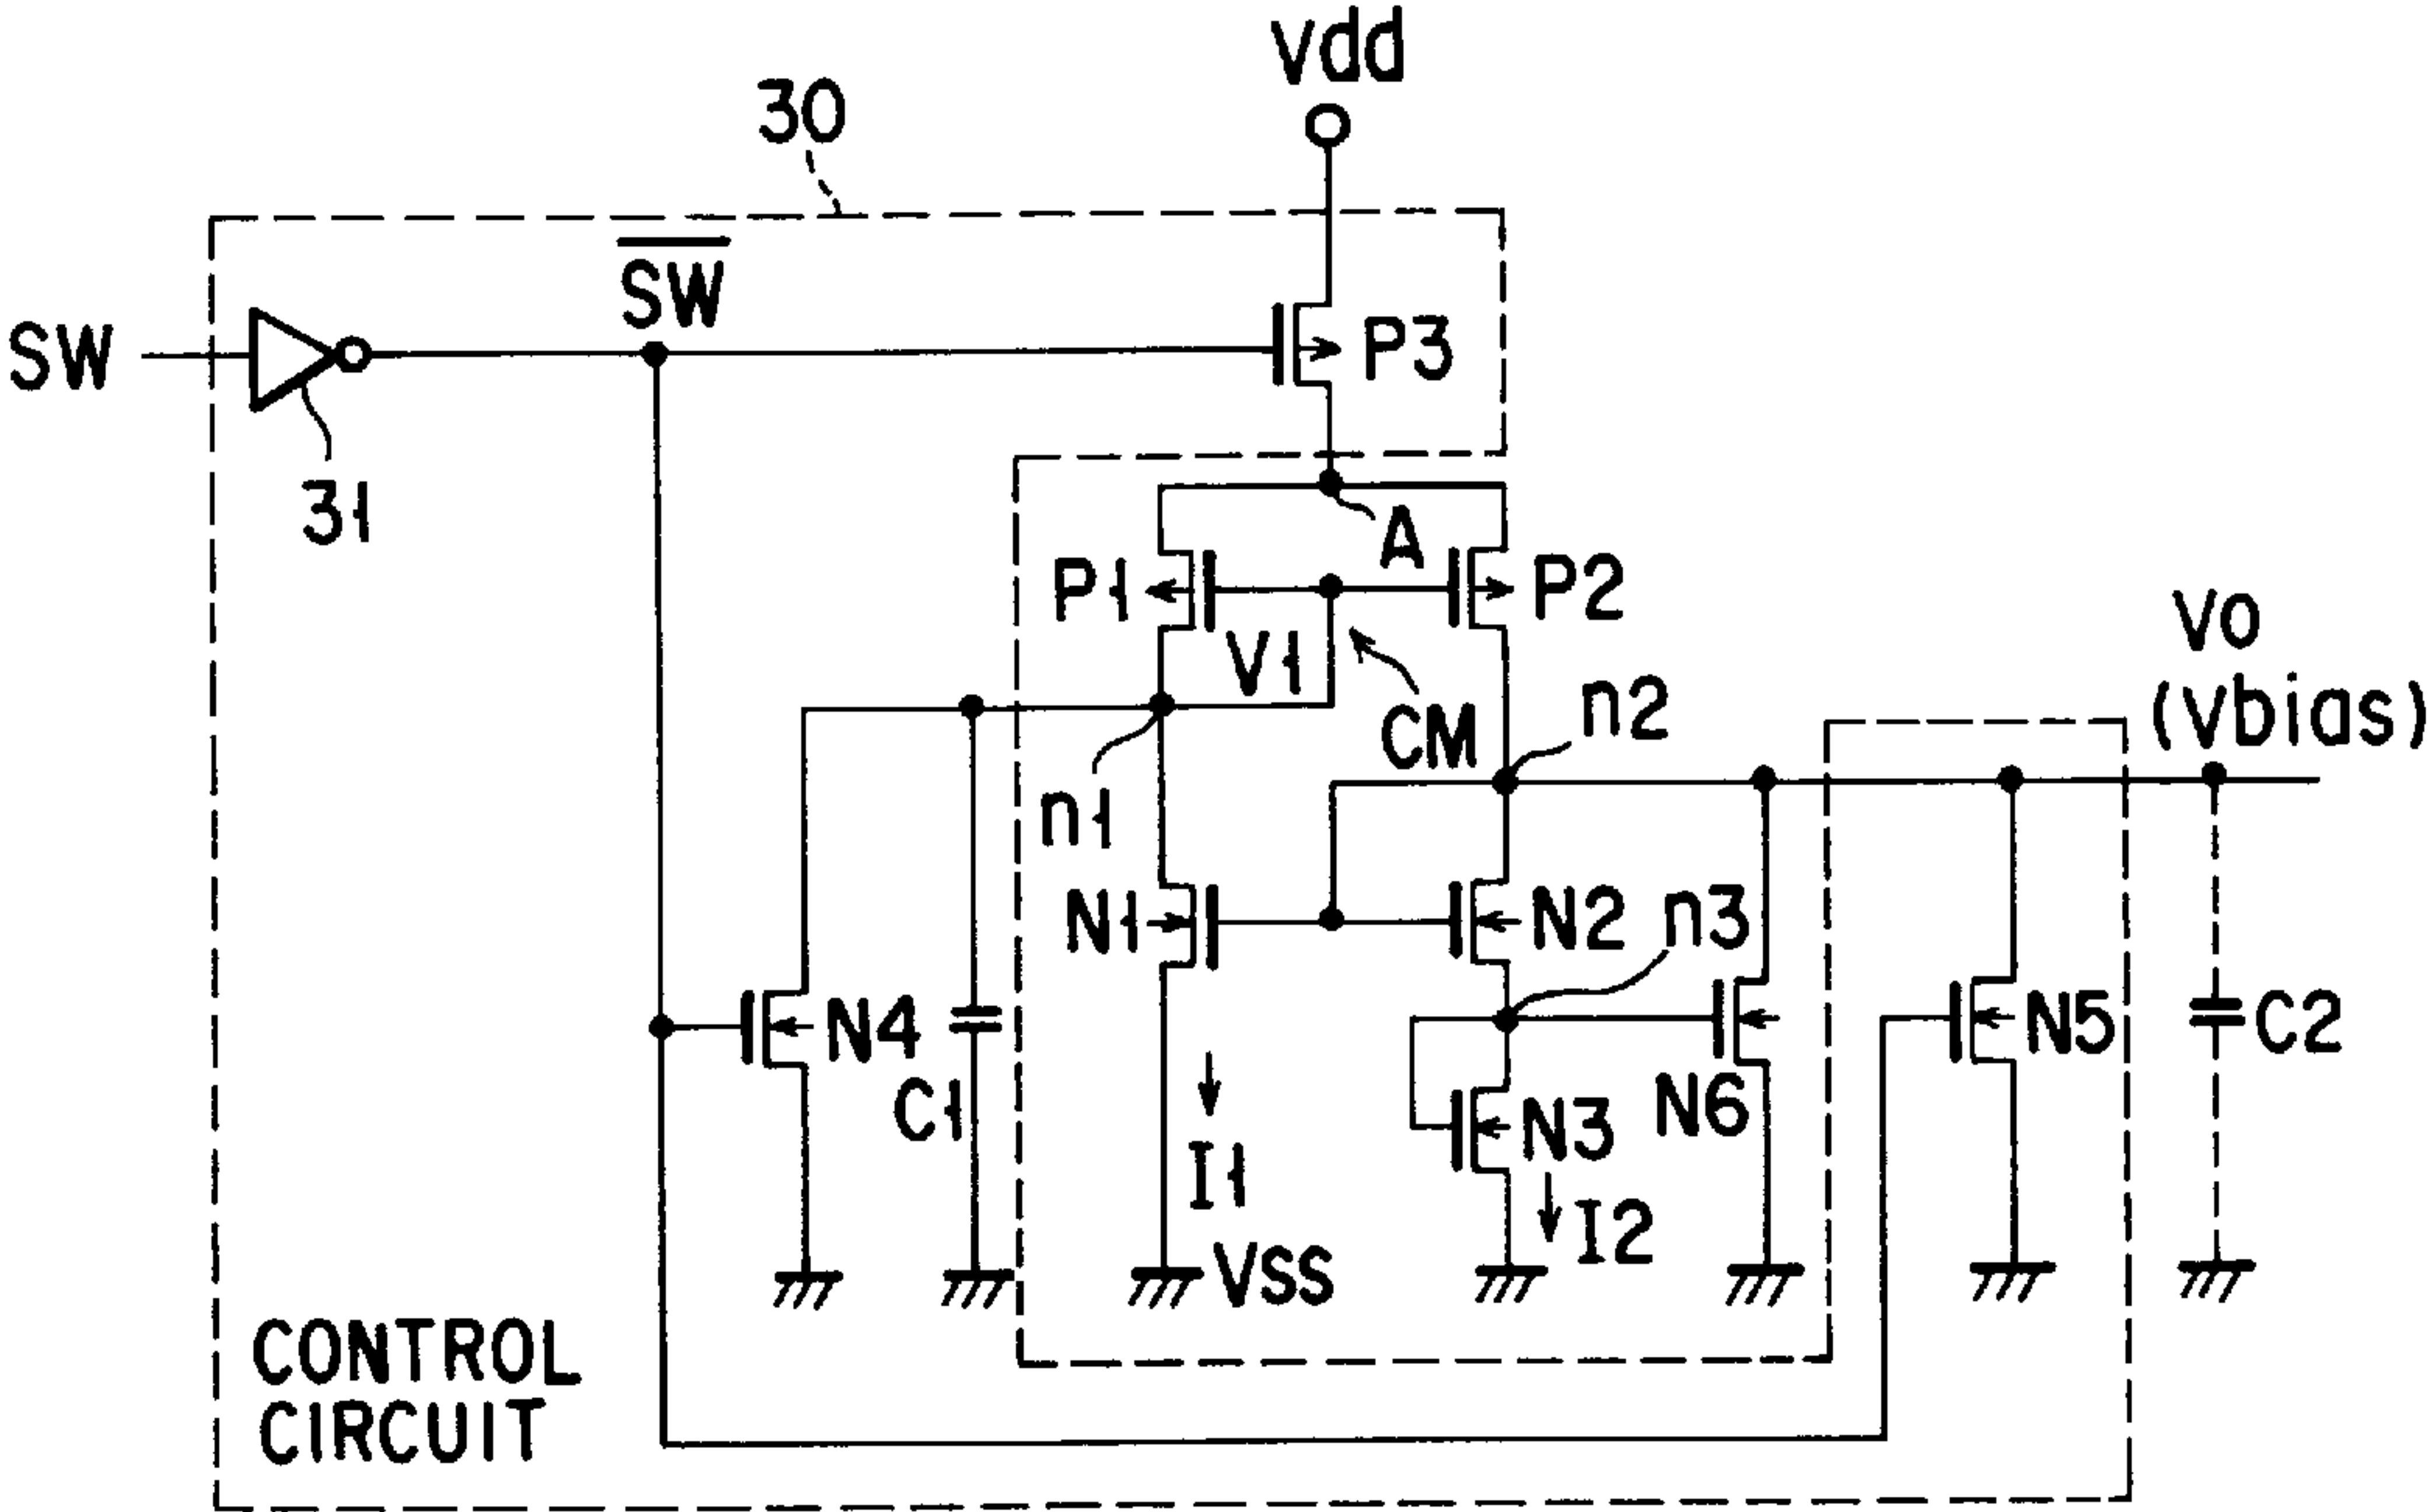 Vdd
30
SW
SW
P3
31
A
P1
P2
V1
Vo
(Vbias)
CM
n2
n1
N1
N2
n3
N4
C1
N5
C2
N6
N3
I1
I2
VSS
CONTROL
CIRCUIT